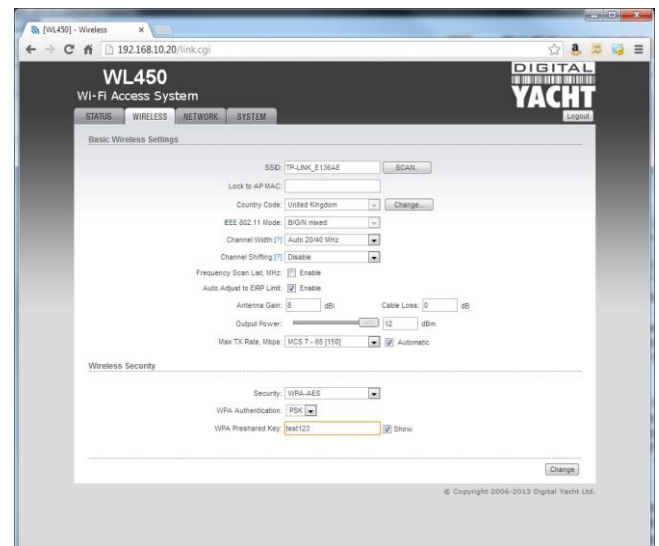 [WL450] - Wireless
192.168.10.20/link.cgi
WL450
Wi-Fi Access System
DIGITAL
YACHT
Logout
STATUS WIRELESS NETWORK SYSTEM
Basic Wireless Settings
SSID: TP-LINK_E136AE SCAN...
Lock to AP MAC:
Country Code: United Kingdom Change...
IEEE 802.11 Mode: B/G/N mixed
Channel Width:[?] Auto 20/40 MHz
Channel Shifting:[?] Disable
Frequency Scan List, MHz: Enable
Auto Adjust to EIRP Limit: Enable
Antenna Gain: 8 dBi Cable Loss: 0 dB
Output Power: 12 dBm
Max TX Rate, Mbps: MCS 7 - 65 [150] Automatic
Wireless Security
Security: WPA-AES
WPA Authentication: PSK
WPA Preshared Key: test123 Show
Change
© Copyright 2006-2013 Digital Yacht Ltd.